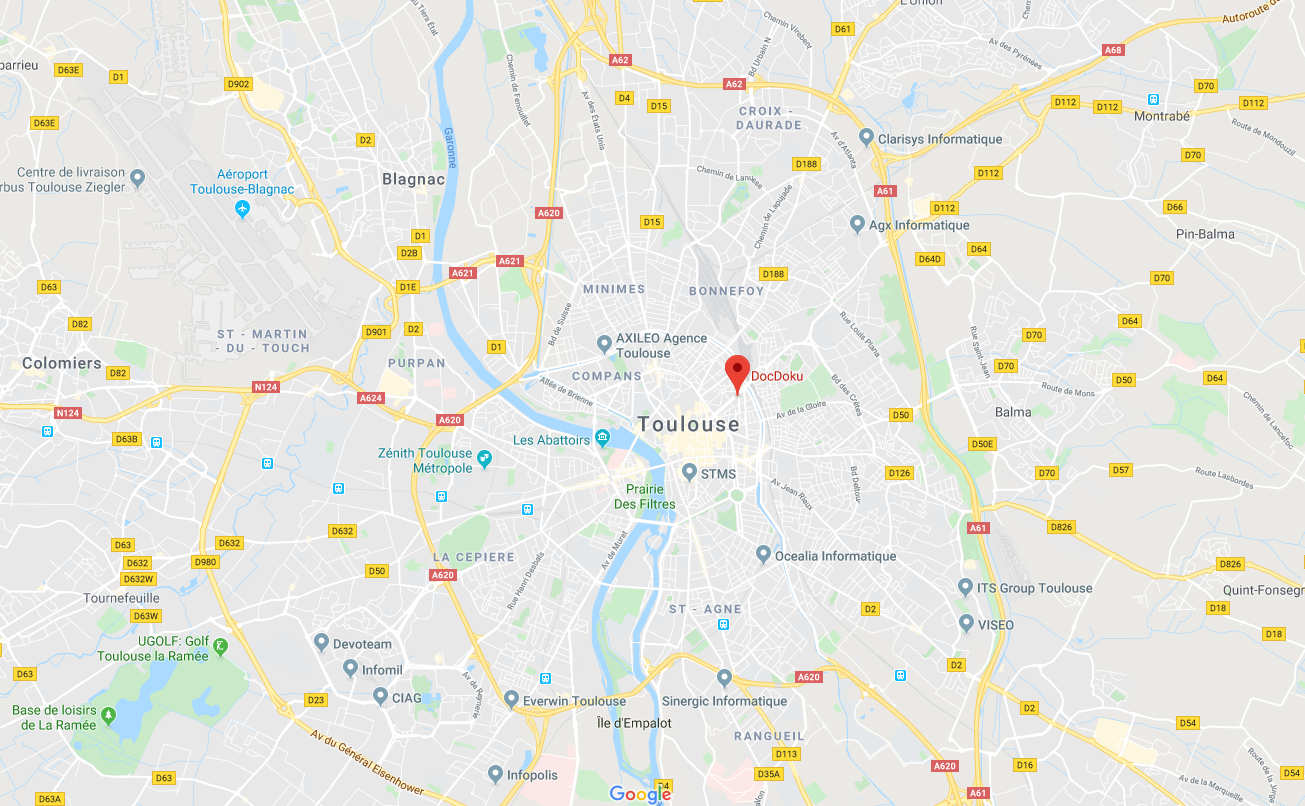 du Tiere État
L'Union
Autoroute de
Chemin Virebent
D61
Bd Urbain N
Av des Pyrénées
A68
A62
parrieu
D63E
D1
D902
Chemin de Fenouillet
Av des États Unis
A62
D4
D15
D70
D112
D112
D112
CROIX -
DAURADE
Montrabé
Route de Mondouzil
D63E
D2
Garonne
Av d'Atlanta
Clarisys Informatique
D70
D188
Centre de livraison
rbus Toulouse Ziegler
Aéroport
Toulouse-Blagnac
Blagnac
D112
Chemin de Lanusse
Chemin de Lapujade
A61
A620
D15
D112
D66
Agx Informatique
Pin-Balma
D1
D2B
D64
D64D
A621
A621
D188
D70
D63
D1E
MINIMES
BONNEFOY
D82
D901
D2
Bd de Suisse
Rue Louis Plana
D64
ST - MARTIN
- DU - TOUCH
D1
AXILEO Agence
Toulouse
Rue Saint-Jean
D70
Colomiers
D82
PURPAN
COMPANS
DocDoku
D70
D50
D64
N124
A624
Allée de Brienne
Bd des Crêtes
Route de Mons
Chemin de Lancefoc
N124
A620
Toulouse
Av de la Gloire
D50
Balma
D63B
Les Abattoirs
D50E
Zénith Toulouse
Métropole
STMS
D126
D70
D57
Route Lasbordes
Bd Deltour
Prairie
Des Filtres
Av Jean Rieux
D632
A61
D826
D63
D632
Av de Muret
D632
D980
LA CEPIERE
Ocealia Informatique
D826
D632W
D50
A620
Rue Henri Desbals
ITS Group Toulouse
Quint-Fonsegr
Tournefeuille
D63W
ST - AGNE
D2
D18
VISEO
D18
UGOLF: Golf
Toulouse la Ramée
Devoteam
D63
Infomil
D2
A620
D23
CIAG
Everwin Toulouse
Sinergic Informatique
Base de loisirs
de La Ramée
Île d'Empalot
D2
D54
RANGUEIL
Av du Général Eisenhower
D113
D63
Infopolis
D35A
A620
D16
D54
Av de la Marqueille
D63A
D4
Google
A61